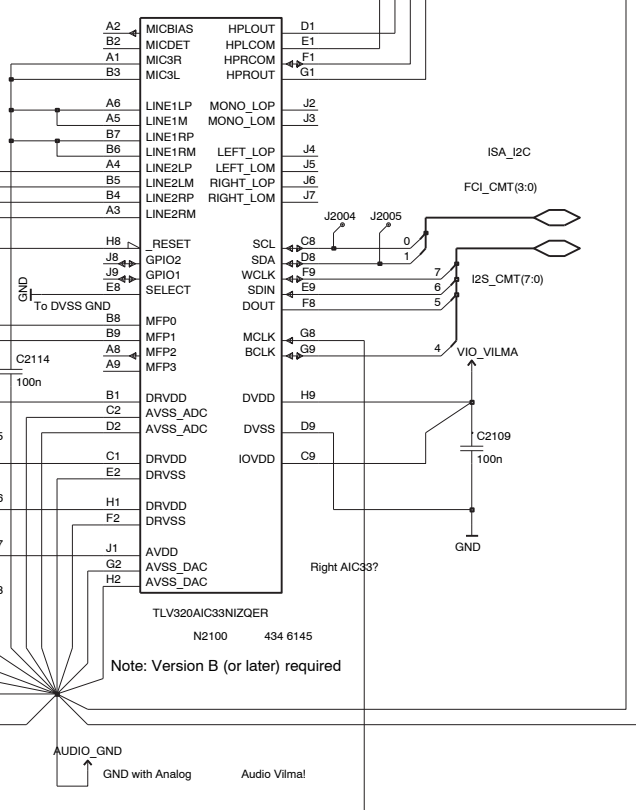 A2 MICBIAS HPLOUT D1
B2 MICDET HPLCOM E1
A1 MIC3R HPRCOM F1
B3 MIC3L HPROUT G1
A6 LINE1LP MONO_LOP J2
A5 LINE1M MONO_LOM J3
B7 LINE1RP
B6 LINE1RM LEFT_LOP J4
ISA_I2C
A4 LINE2LP LEFT_LOM J5
B5 LINE2LM RIGHT_LOP J6
FCI_CMT(3:0)
B4 LINE2RP RIGHT_LOM J7
A3 LINE2RM
J2004 J2005
H8 _RESET SCL C8 0
J8 GPIO2 SDA D8 1
J9 GPIO1 WCLK F9 7
I2S_CMT(7:0)
GND
E8 SELECT SDIN E9 6
To DVSS GND
DOUT F8 5
B8 MFP0
B9 MFP1 MCLK G8
A8 MFP2 BCLK G9 4
VIO_VILMA
C2114
A9 MFP3
100n
B1 DRVDD DVDD H9
C2 AVSS_ADC
D2 AVSS_ADC DVSS D9
C2109
5
C1 DRVDD IOVDD C9
100n
E2 DRVSS
6
H1 DRVDD
F2 DRVSS
7
J1 AVDD
GND
G2 AVSS_DAC
Right AIC33?
H2 AVSS_DAC
8
TLV320AIC33NIZQER
N2100 434 6145
Note: Version B (or later) required
AUDIO_GND
GND with Analog Audio Vilma!